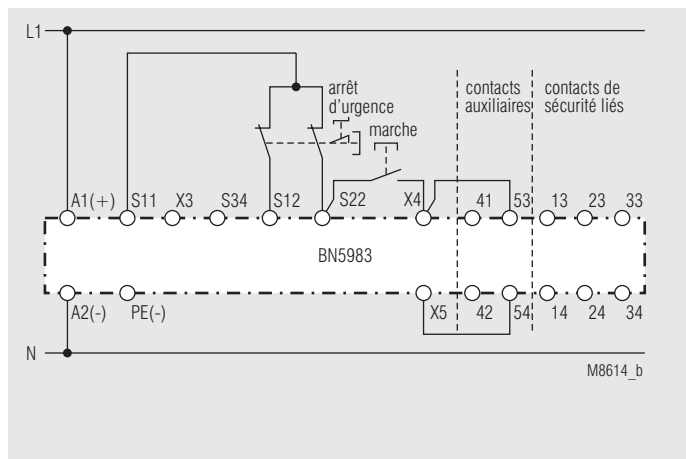 L1
arrêt
d'urgence
marche
contacts
auxiliaires
contacts de
sécurité liés
A1(+) S11 X3 S34 S12 S22 X4 41 53 13 23 33
BN5983
A2(-) PE(-) X5 42 54 14 24 34
N
M8614_b